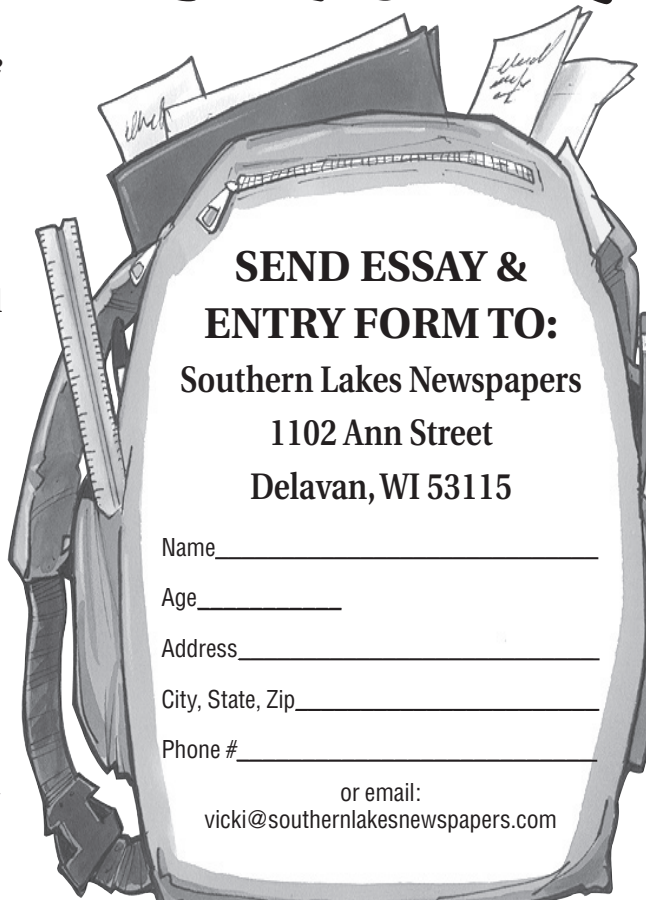 SEND ESSAY &
ENTRY FORM TO:
Southern Lakes Newspapers
1102 Ann Street
Delavan, WI 53115
Name
Age
Address
City, State, Zip
Phone #
or email:
vicki@southernlakesnewspapers.com